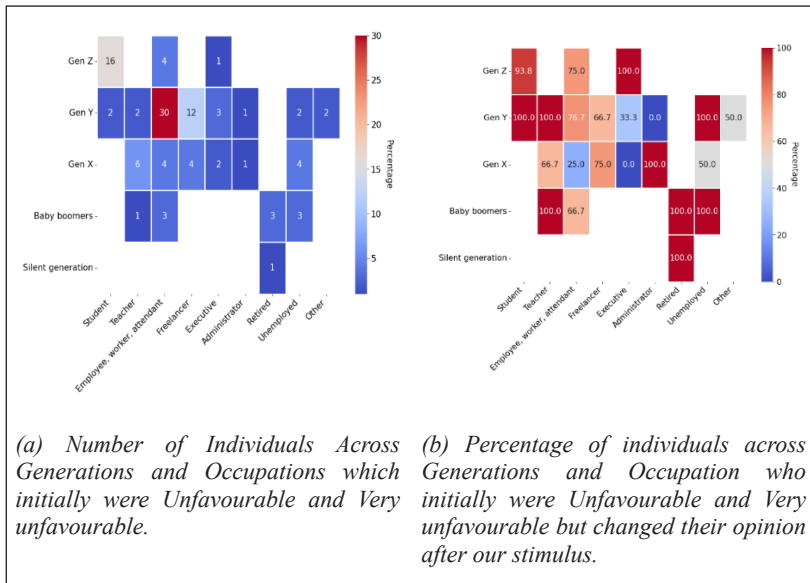 30
Gen Z
16
4
1
25
Gen Y
2
2
30
12
3
1
2
2
20
Gen X
6
4
4
2
1
4
15
Percentage
Baby boomers
1
3
3
3
10
Silent generation
1
5
Student
Teacher
Employee, worker, attendant
Freelancer
Executive
Administrator
Retired
Unemployed
Other
100
Gen Z
93.8
75.0
100.0
80
Gen Y
100.0
100.0
76.7
66.7
33.3
0.0
100.0
50.0
60
Gen X
66.7
25.0
75.0
0.0
100.0
50.0
Percentage
40
Baby boomers
100.0
66.7
100.0
100.0
20
Silent generation
100.0
0
Student
Teacher
Employee, worker, attendant
Freelancer
Executive
Administrator
Retired
Unemployed
Other
(a) Number of Individuals Across
Generations and Occupations which
initially were Unfavourable and Very
unfavourable.
(b) Percentage of individuals across
Generations and Occupation who
initially were Unfavourable and Very
unfavourable but changed their opinion
after our stimulus.